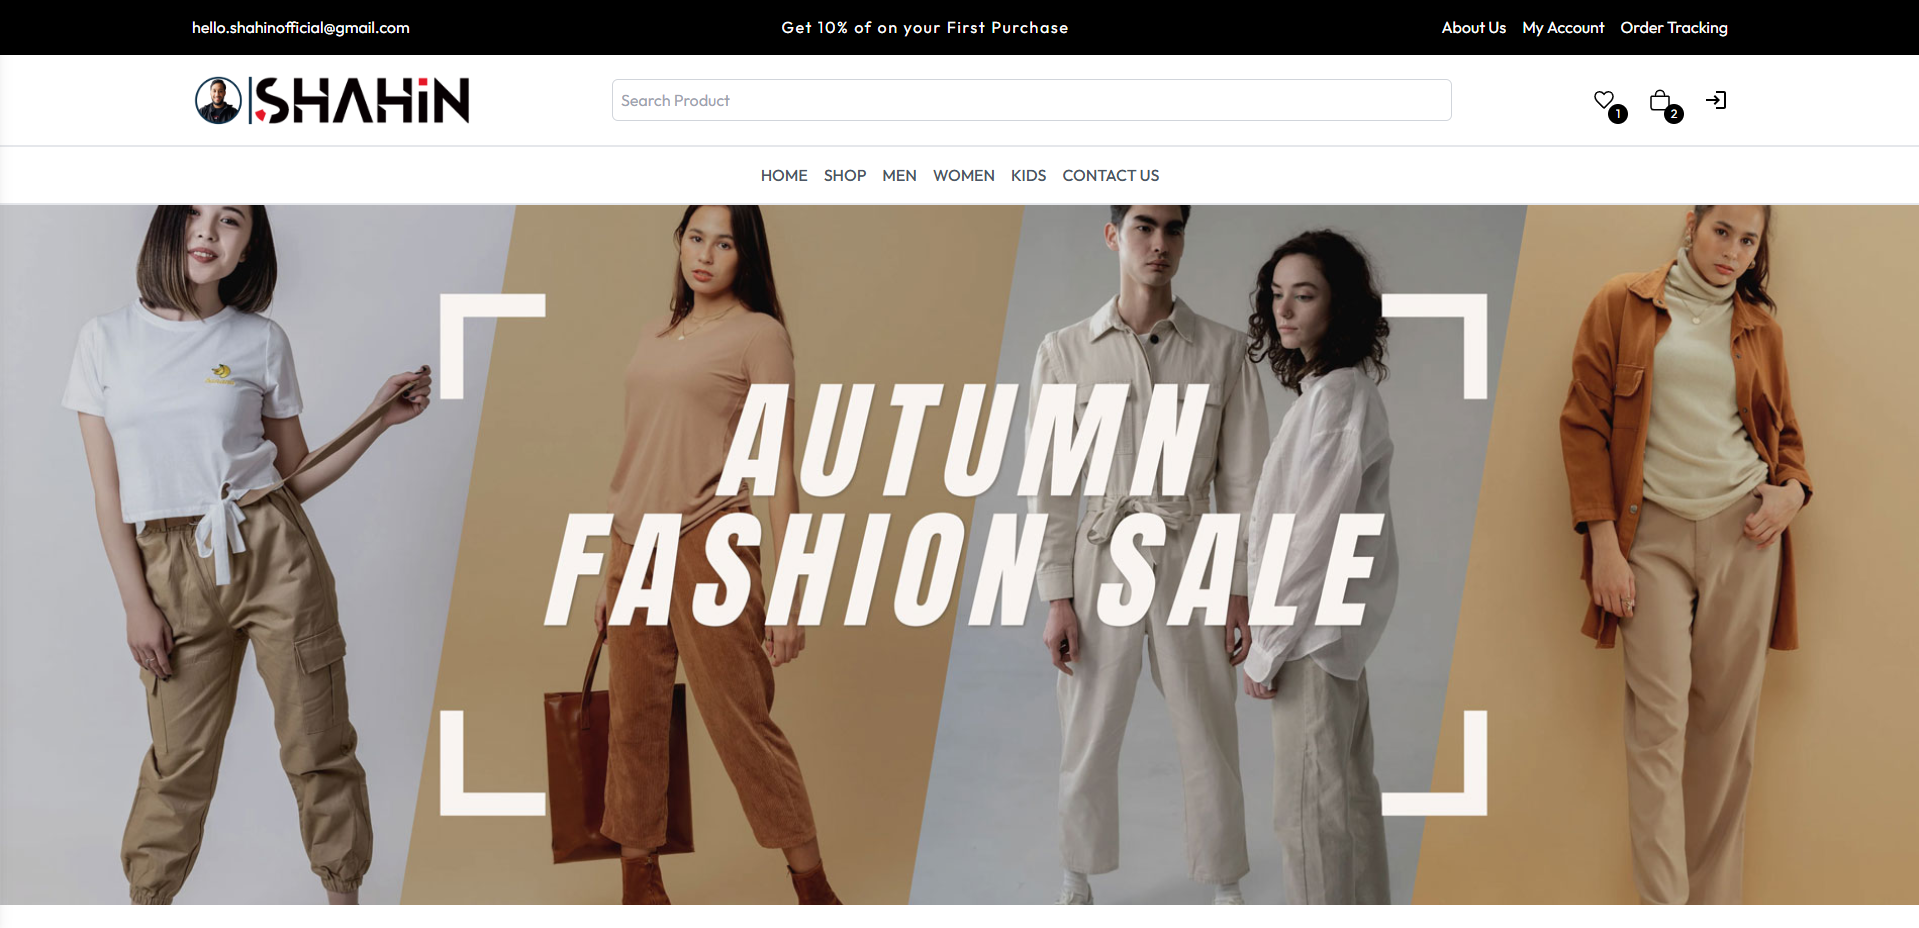 hello.shahinofficial@gmail.com
Get 10% of on your First Purchase
About Us My Account Order Tracking
SHAHiN
Search Product
1
2
HOME SHOP MEN WOMEN KIDS CONTACT US
AUTUMN
FASHION SALE